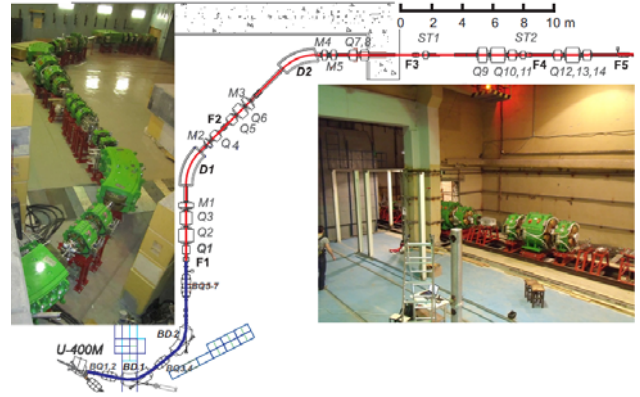 0 2 4 6 8 10 m
M4 Q7,8 ST1 ST2
M5 D2 F3 Q9 Q10,11 F4 Q12,13,14 F5
M3
F2 Q6
Q5
M2 Q4
D1
M1
Q3
Q2
Q1
F1
BQ5-7
BD.2
U-400M
BQ1,2 BD.1 BQ3,4